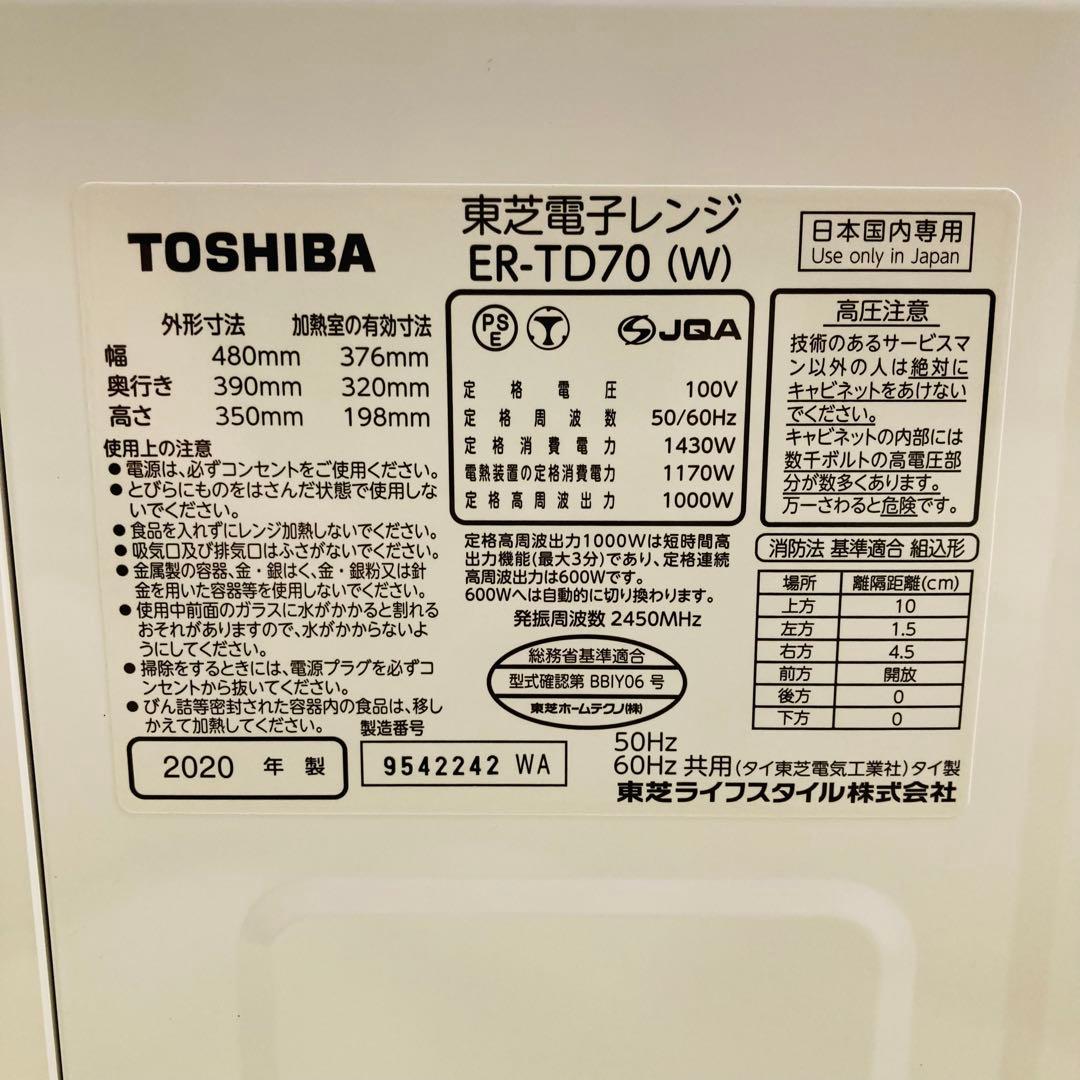 TOSHIBA
東芝電子レンジ
ER-TD70 (W)
日本国内専用
Use only in Japan
外形寸法 加熱室の有効寸法
幅 480mm 376mm
奥行き 390mm 320mm
高さ 350mm 198mm
使用上の注意
●電源は、必ずコンセントをご使用ください。
●とびらにものをはさんだ状態で使用しな
いでください。
●食品を入れずにレンジ加熱しないでください。
●吸気口及び排気口はふさがないでください。
●金属製の容器、金・銀はく、金・銀粉又は針
金を用いた容器等を使用しないでください。
●使用中前面のガラスに水がかかると割れる
おそれがありますので、水がかからないよ
うにしてください。
●掃除をするときには、電源プラグを必ずコ
ンセントから抜いてください。
●びん詰等密封された容器内の食品は、移し
かえて加熱してください。
2020 年 製
製造番号
9542242 WA
PS
E
JQA
定格電圧 100V
定格周波数 50/60Hz
定格消費電力 1430W
電熱装置の定格消費電力 1170W
定格高周波出力 1000W
定格高周波出力1000Wは短時間高
出力機能(最大3分)であり、定格連続
高周波出力は600Wです。
600Wへは自動的に切り換わります。
発振周波数 2450MHz
総務省基準適合
型式確認第 BBIY06 号
東芝ホームテクノ(株)
高圧注意
技術のあるサービスマ
ン以外の人は絶対に
キャビネットをあけない
でください。
キャビネットの内部には
数千ボルトの高電圧部
分が数多くあります。
万一さわると危険です。
消防法 基準適合 組込形
場所 離隔距離(cm)
上方 10
左方 1.5
右方 4.5
前方 開放
後方 0
下方 0
50Hz
60Hz 共用 (タイ東芝電気工業社) タイ製
東芝ライフスタイル株式会社